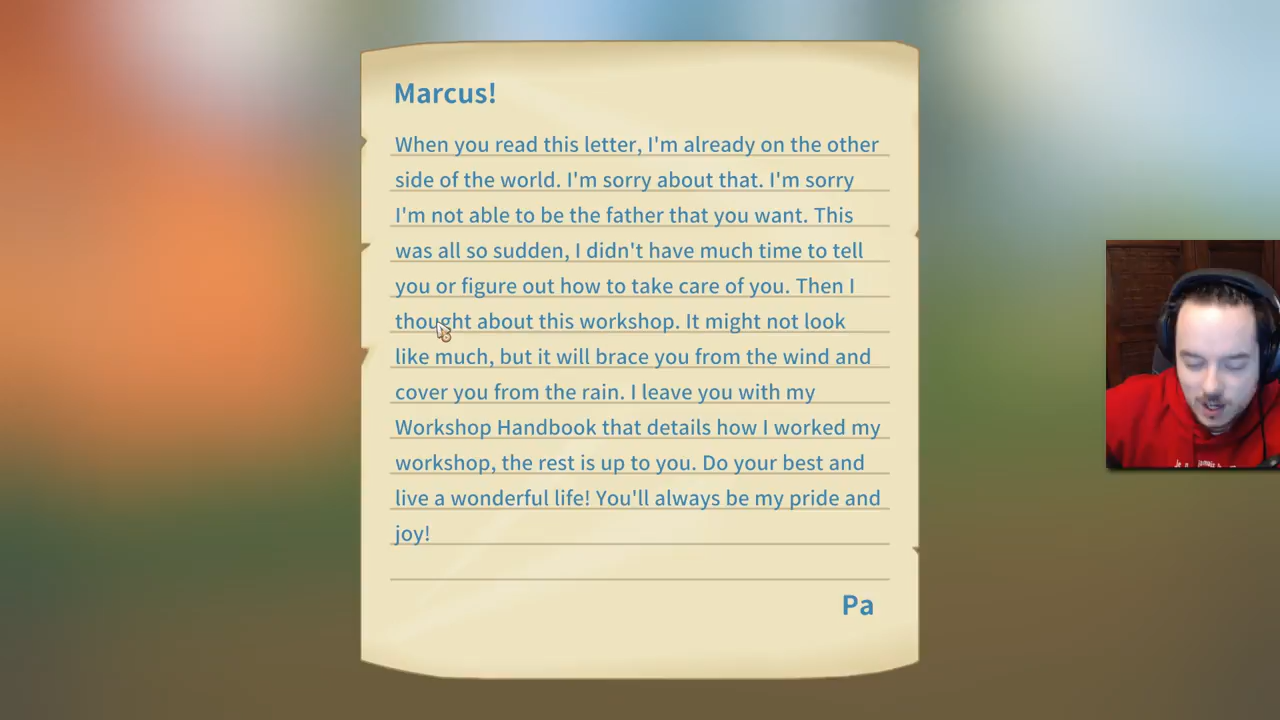 Marcus!
When you read this letter, I'm already on the other
side of the world. I'm sorry about that. I'm sorry
I'm not able to be the father that you want. This
was all so sudden, I didn't have much time to tell
you or figure out how to take care of you. Then I
thought about this workshop. It might not look
like much, but it will brace you from the wind and
cover you from the rain. I leave you with my
Workshop Handbook that details how I worked my
workshop, the rest is up to you. Do your best and
live a wonderful life! You'll always be my pride and
joy!
Pa